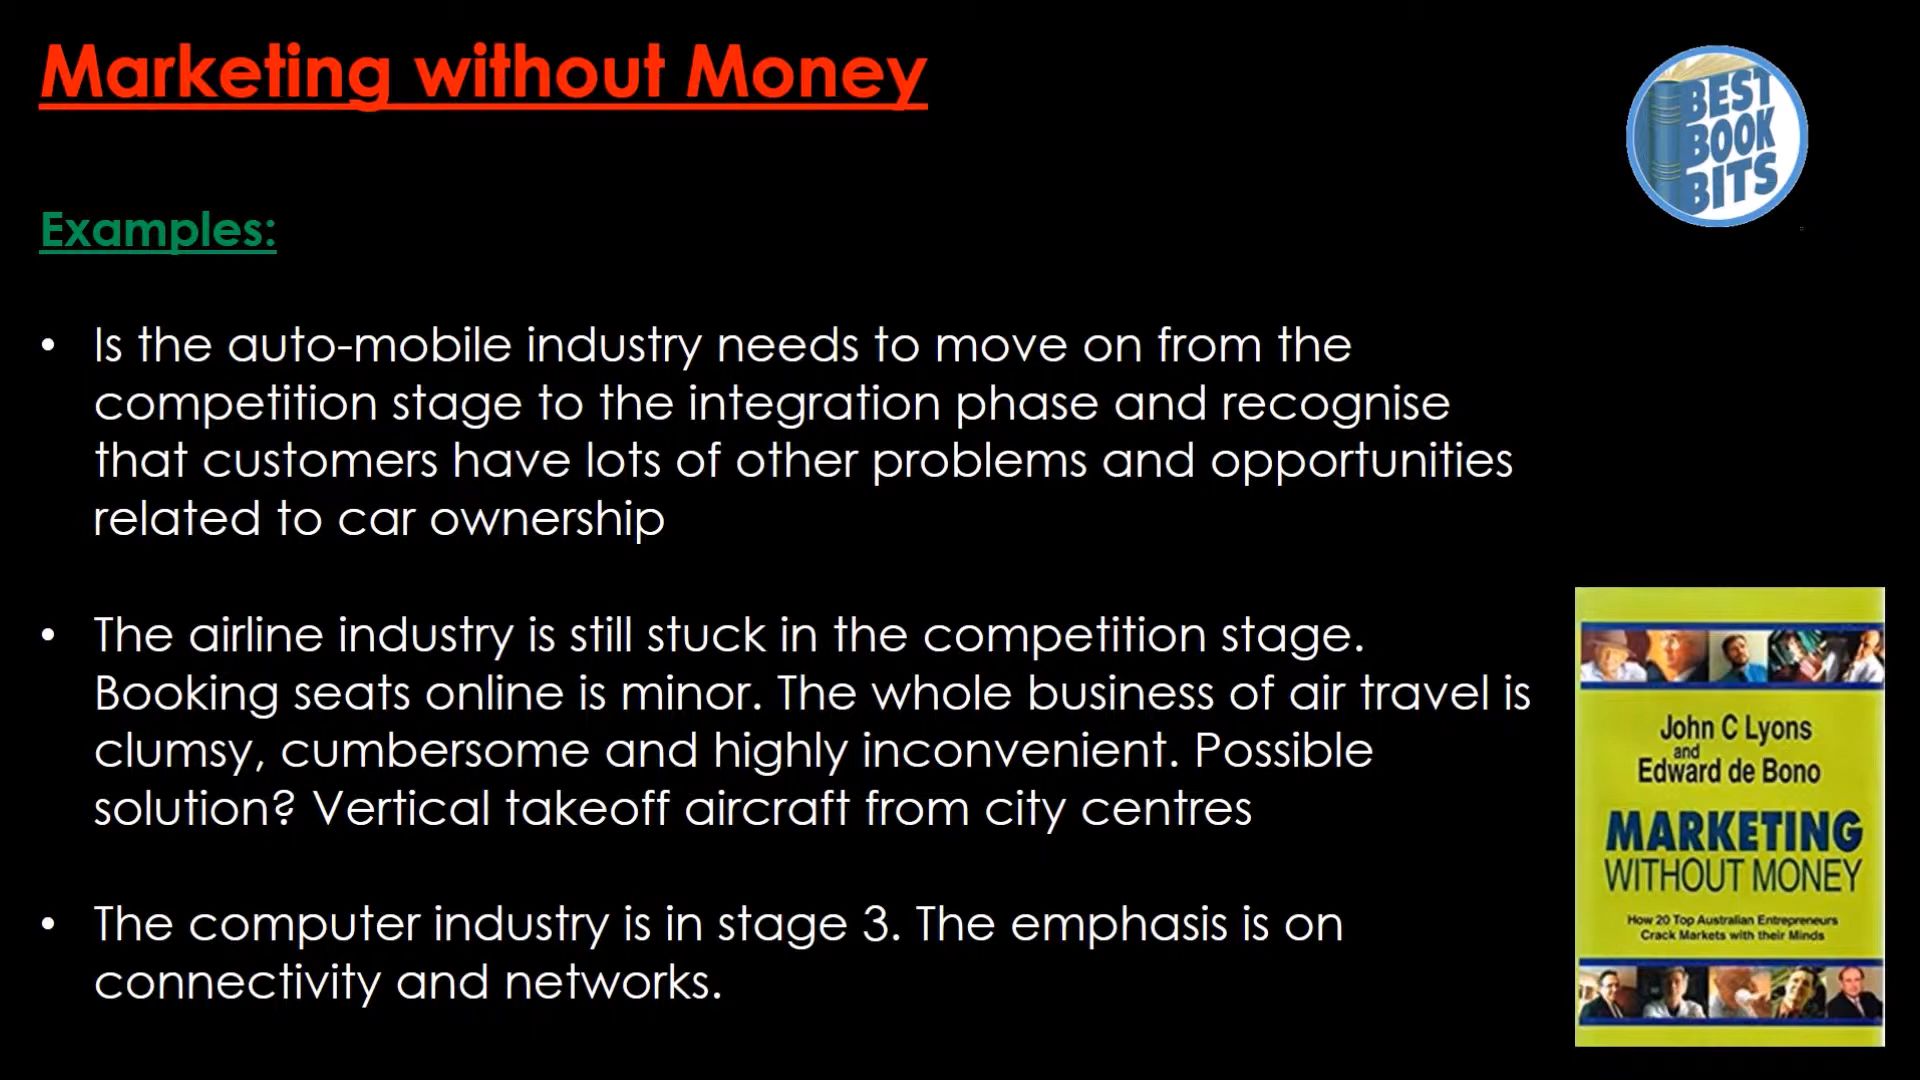 Marketing without Money
BEST
BOOK
BITS
Examples:
• Is the auto-mobile industry needs to move on from the
competition stage to the integration phase and recognise
that customers have lots of other problems and opportunities
related to car ownership
• The airline industry is still stuck in the competition stage.
Booking seats online is minor. The whole business of air travel is
clumsy, cumbersome and highly inconvenient. Possible
solution? Vertical takeoff aircraft from city centres
• The computer industry is in stage 3. The emphasis is on
connectivity and networks.
John C Lyons
and
Edward de Bono
MARKETING
WITHOUT MONEY
How 20 Top Australian Entrepreneurs
Crack Markets with their Minds